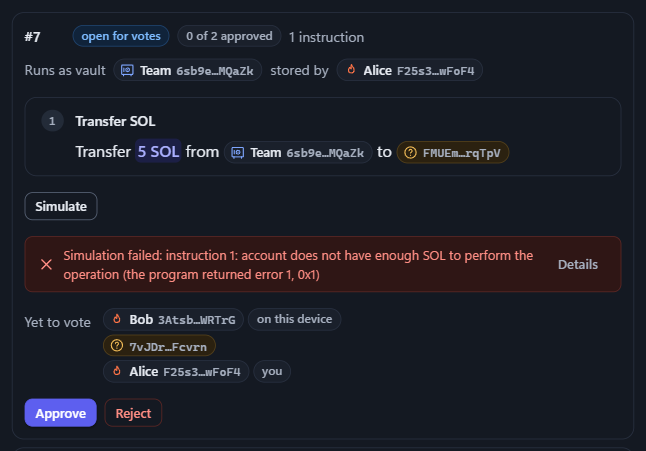 #7 open for votes 0 of 2 approved 1 instruction
Runs as vault Team 6sb9e…MQaZk stored by Alice F25s3…wFoF4
1 Transfer SOL
Transfer 5 SOL from Team 6sb9e…MQaZk to FMUEm…rqTpV
Simulate
Simulation failed: instruction 1: account does not have enough SOL to perform the
operation (the program returned error 1, 0x1)
Details
Yet to vote Bob 3Atsb…WRTrG on this device
7vJDr…Fcvrn
Alice F25s3…wFoF4 you
Approve Reject